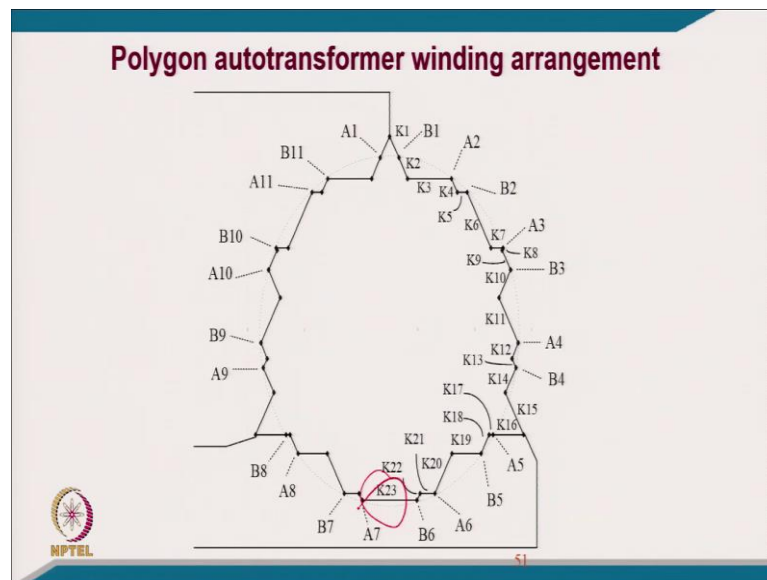 Polygon autotransformer winding arrangement
A1
K1
B1
B11
K2
A2
A11
K3
K4
B2
K5
K6
B10
K7
A3
K8
A10
K9
K10
B3
K11
B9
A4
K12
K13
A9
K14
B4
K17
K15
K18
K16
B8
K21
K19
A5
A8
K22
K20
B5
K23
B7
A7
B6
A6
NPTEL
51